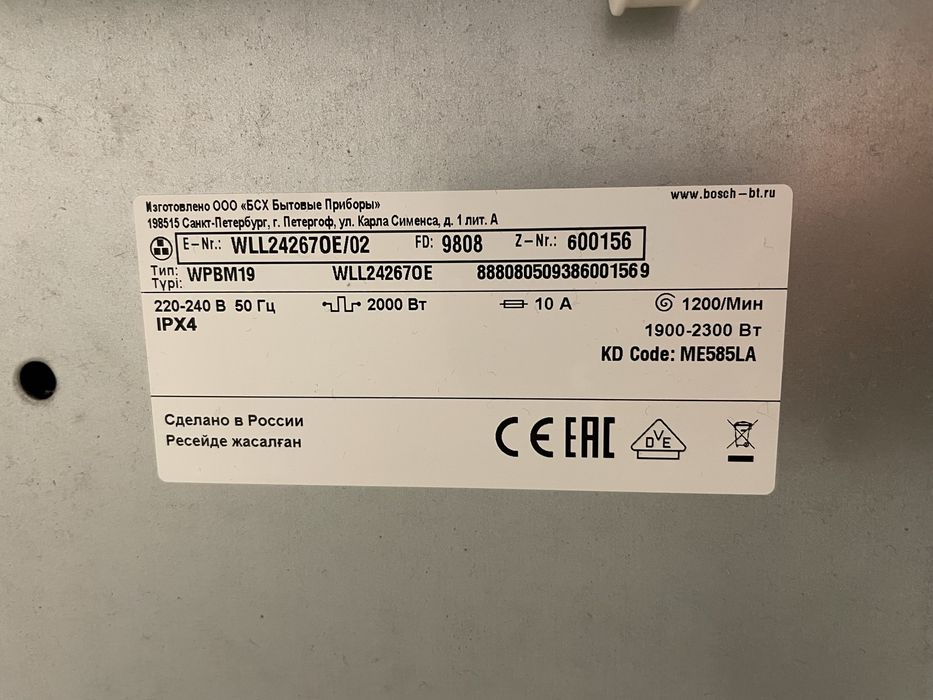 Изготовлено ООО «БСХ Бытовые Приборы» www.bosch-bt.ru
198515 Санкт-Петербург, г. Петергоф, ул. Карла Сименса, д. 1 лит. А
E-Nr.: WLL24267OE/02 FD: 9808 Z-Nr.: 600156
Тип: WPBM19 WLL24267OE 888080509386001569
Түрі:
220-240 В 50 Гц 2000 Вт 10 А 1200/Мин
IPX4 1900-2300 Вт
KD Code: ME585LA
Сделано в России
Ресейде жасалған
CE EAC DVE